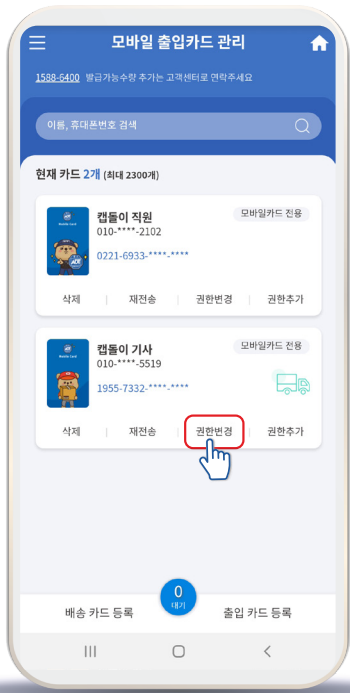 모바일 출입카드 관리
1588-6400 발급가능수량 추가는 고객센터로 연락주세요
이름, 휴대폰번호 검색
현재 카드 2개 (최대 2300개)
캡돌이 직원
모바일카드 전용
010-****-2102
0221-6933-****-****
삭제 재전송 권한변경 권한추가
캡돌이 기사
모바일카드 전용
010-****-5519
1955-7332-****-****
삭제 재전송 권한변경 권한추가
배송 카드 등록
0
대기
출입 카드 등록